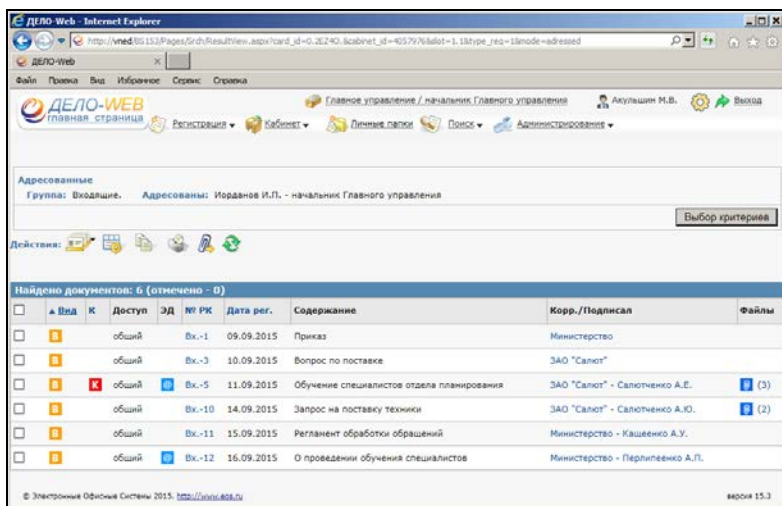 ДЕЛО-Web - Internet Explorer
http://vned/BS153/Pages/Srch/ResultView.aspx?card_id=0.2EZ4O.&cabinet_id=4057976&slot=1.1&type_req=1&mode=adresed
ДЕЛО-Web
Файл Правка Вид Избранное Сервис Справка
ДЕЛО-WEB
главная страница
Главное управление / начальник Главного управления Акульшин М.В. Выход
Регистрация Кабинет Личные папки Поиск Администрирование
Адресованные
Группа: Входящие. Адресованы: Иорданов И.П. - начальник Главного управления
Выбор критериев
Действия:
Найдено документов: 6 (отмечено - 0)
Вид К Доступ ЭД № РК Дата рег. Содержание Корр./Подписал Файлы
В общий Вх.-1 09.09.2015 Приказ Министерство
В общий Вх.-3 10.09.2015 Вопрос по поставке ЗАО "Салют"
В К общий @ Вх.-5 11.09.2015 Обучение специалистов отдела планирования ЗАО "Салют" - Салютченко А.Е. (3)
В общий Вх.-10 14.09.2015 Запрос на поставку техники ЗАО "Салют" - Салютченко А.Ю. (2)
В общий Вх.-11 15.09.2015 Регламент обработки обращений Министерство - Кащеенко А.У.
В общий @ Вх.-12 16.09.2015 О проведении обучения специалистов Министерство - Перлипеенко А.П.
© Электронные Офисные Системы 2015. http://www.eos.ru версия 15.3